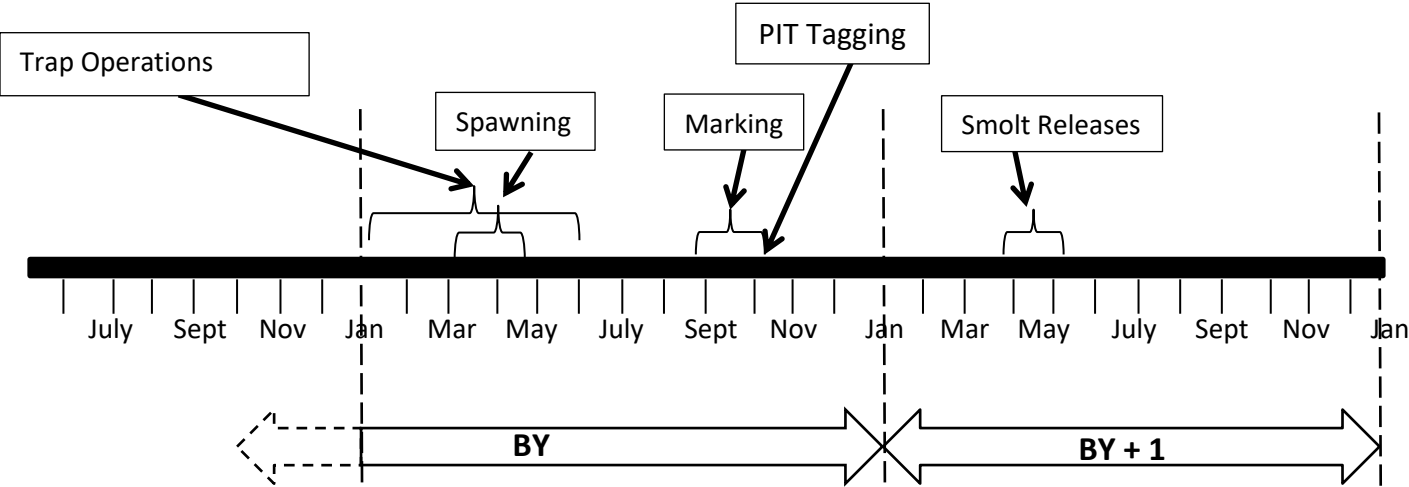 PIT Tagging
Trap Operations
Spawning
Marking
Smolt Releases
July Sept Nov Jan Mar May July Sept Nov Jan Mar May July Sept Nov Jan
BY
BY + 1